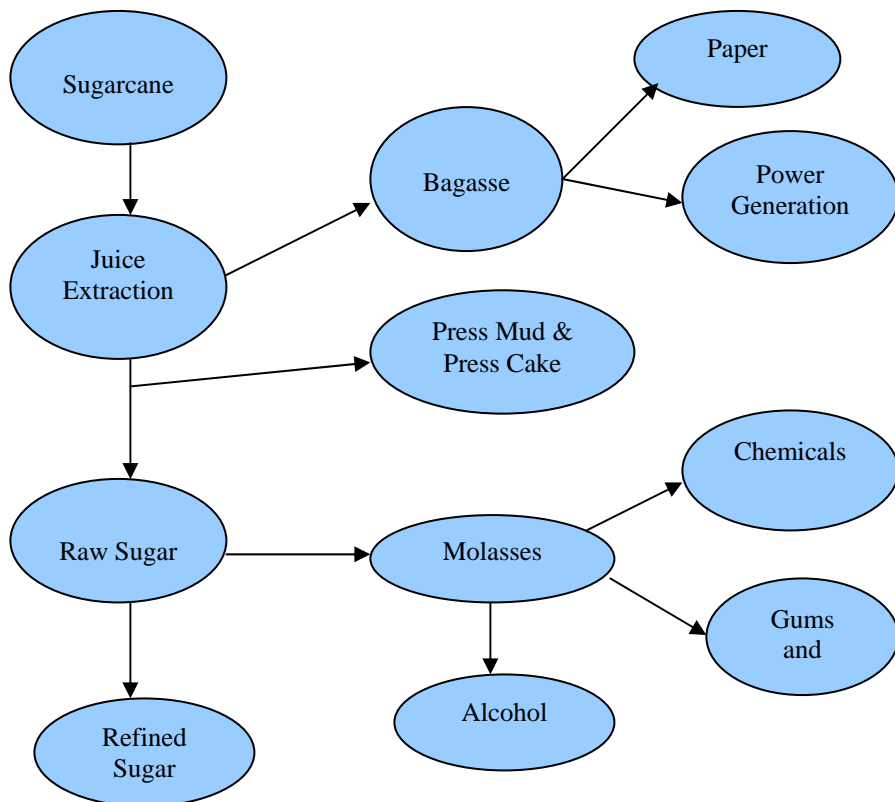 Sugarcane
Paper
Bagasse
Power
Generation
Juice
Extraction
Press Mud &
Press Cake
Chemicals
Raw Sugar
Molasses
Gums
and
Alcohol
Refined
Sugar